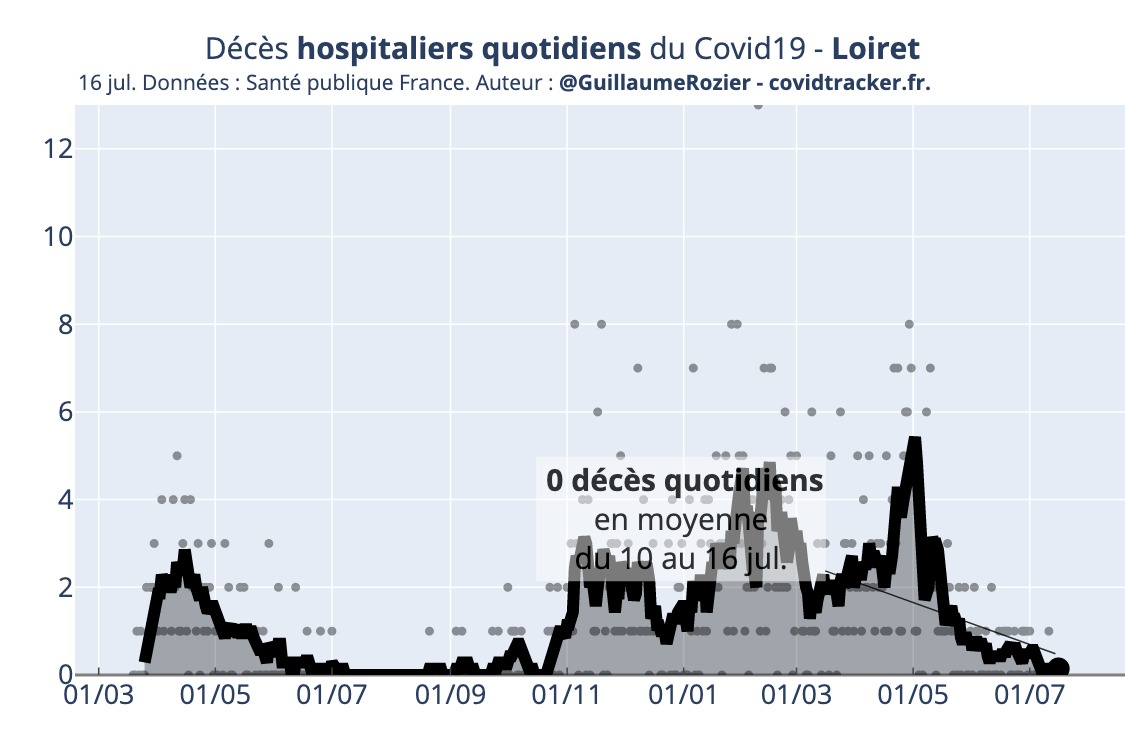 Décès hospitaliers quotidiens du Covid19 - Loiret
16 jul. Données : Santé publique France. Auteur : @GuillaumeRozier - covidtracker.fr.
12
10
8
6
4
2
0
0 décès quotidiens
en moyenne
du 10 au 16 jul.
01/03 01/05 01/07 01/09 01/11 01/01 01/03 01/05 01/07